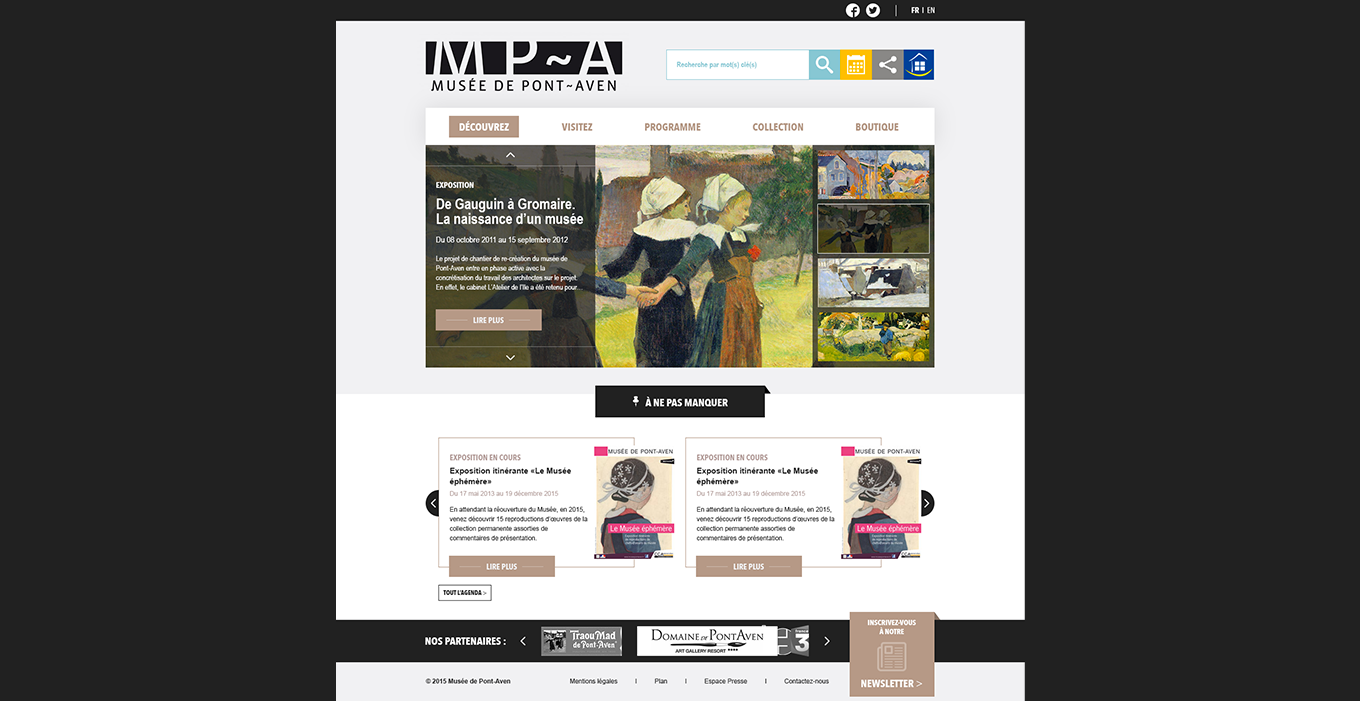 FR | EN
MP~A
MUSÉE DE PONT~AVEN
Recherche par mot(s) clé(s)
DÉCOUVREZ
VISITEZ
PROGRAMME
COLLECTION
BOUTIQUE
EXPOSITION
De Gauguin à Gromaire.
La naissance d'un musée
Du 08 octobre 2011 au 15 septembre 2012
Le projet de chantier de re-création du musée de
Pont-Aven entre en phase active avec la
concrétisation du travail des architectes sur le projet.
En effet, le cabinet L'Atelier de l'Ile a été retenu pour
LIRE PLUS
À NE PAS MANQUER
EXPOSITION EN COURS
Exposition itinérante «Le Musée
éphémère»
Du 17 mai 2013 au 19 décembre 2015
En attendant la réouverture du Musée, en 2015,
venez découvrir 15 reproductions d'œuvres de la
collection permanente assorties de
commentaires de présentation.
LIRE PLUS
MUSÉE DE PONT-AVEN
Le Musée éphémère
EXPOSITION EN COURS
Exposition itinérante «Le Musée
éphémère»
Du 17 mai 2013 au 19 décembre 2015
En attendant la réouverture du Musée, en 2015,
venez découvrir 15 reproductions d'œuvres de la
collection permanente assorties de
commentaires de présentation.
LIRE PLUS
MUSÉE DE PONT-AVEN
Le Musée éphémère
TOUT L'AGENDA >
NOS PARTENAIRES :
TraouMad
de Pont-Aven
DOMAINE DE PONTAVEN
ART GALLERY RESORT ****
3
INSCRIVEZ-VOUS
À NOTRE
NEWSLETTER >
© 2015 Musée de Pont-Aven
Mentions légales | Plan | Espace Presse | Contactez-nous